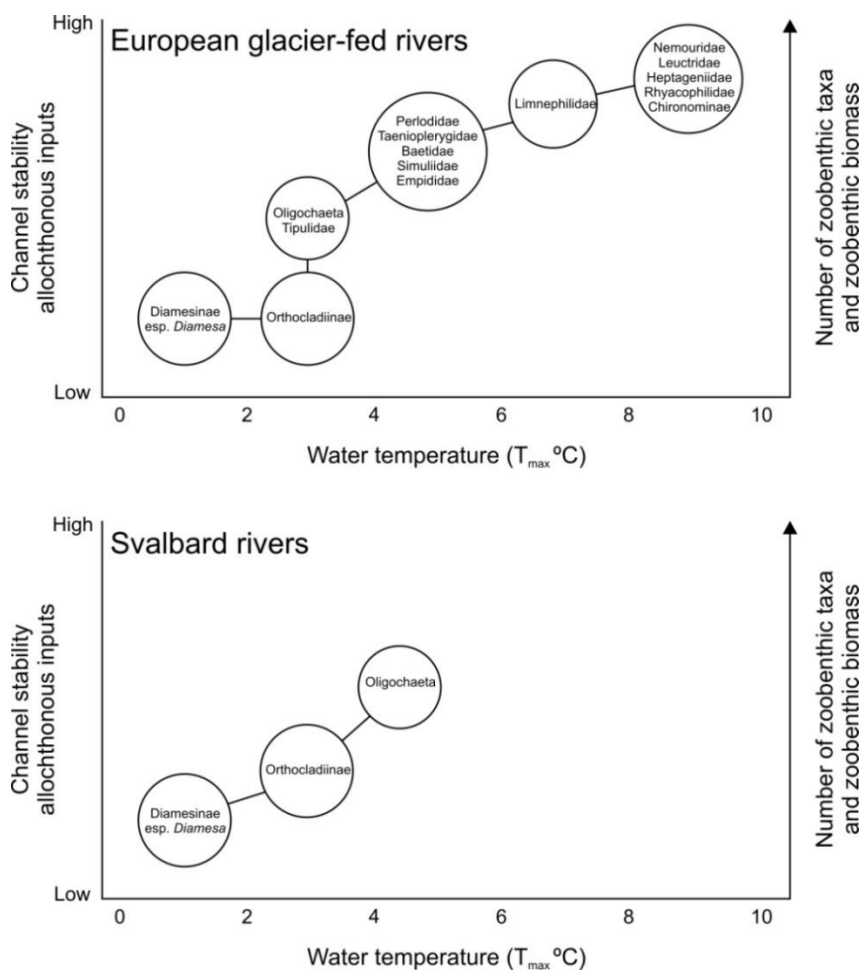 High
European glacier-fed rivers
Nemouridae
Leuctridae
Heptageniidae
Rhyacophilidae
Chironominae
Limnephilidae
Perlodidae
Taenioplerygidae
Baetidae
Simuliidae
Empididae
Oligochaeta
Tipulidae
Diamesinae
esp. Diamesa
Orthocladiinae
Channel stability
allochthonous inputs
Number of zoobenthic taxa
and zoobenthic biomass
Low
0 2 4 6 8 10
Water temperature (Tmax ºC)
High
Svalbard rivers
Oligochaeta
Orthocladiinae
Diamesinae
esp. Diamesa
Channel stability
allochthonous inputs
Number of zoobenthic taxa
and zoobenthic biomass
Low
0 2 4 6 8 10
Water temperature (Tmax ºC)